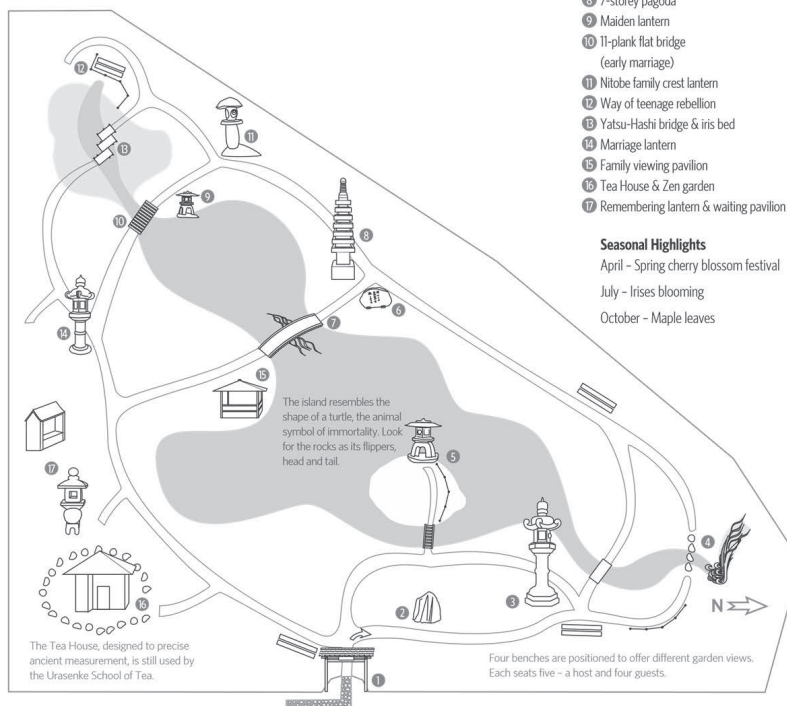 8 7-storey pagoda
9 Maiden lantern
10 11-plank flat bridge
(early marriage)
11 Nitobe family crest lantern
12 Way of teenage rebellion
13 Yatsu-Hashi bridge & iris bed
14 Marriage lantern
15 Family viewing pavilion
16 Tea House & Zen garden
17 Remembering lantern & waiting pavilion
Seasonal Highlights
April – Spring cherry blossom festival
July – Irises blooming
October – Maple leaves
12
11
13
9
10
8
6
7
14
15
The island resembles the
shape of a turtle, the animal
symbol of immortality. Look
for the rocks as its flippers,
head and tail.
5
17
4
N
2
3
16
The Tea House, designed to precise
ancient measurement, is still used by
the Urasenke School of Tea.
1
Four benches are positioned to offer different garden views.
Each seats five – a host and four guests.